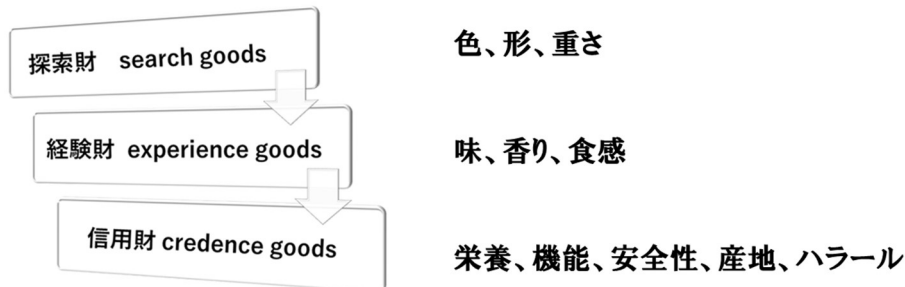 探索財 search goods
色、形、重さ
経験財 experience goods
味、香り、食感
信用財 credence goods
栄養、機能、安全性、産地、ハラール